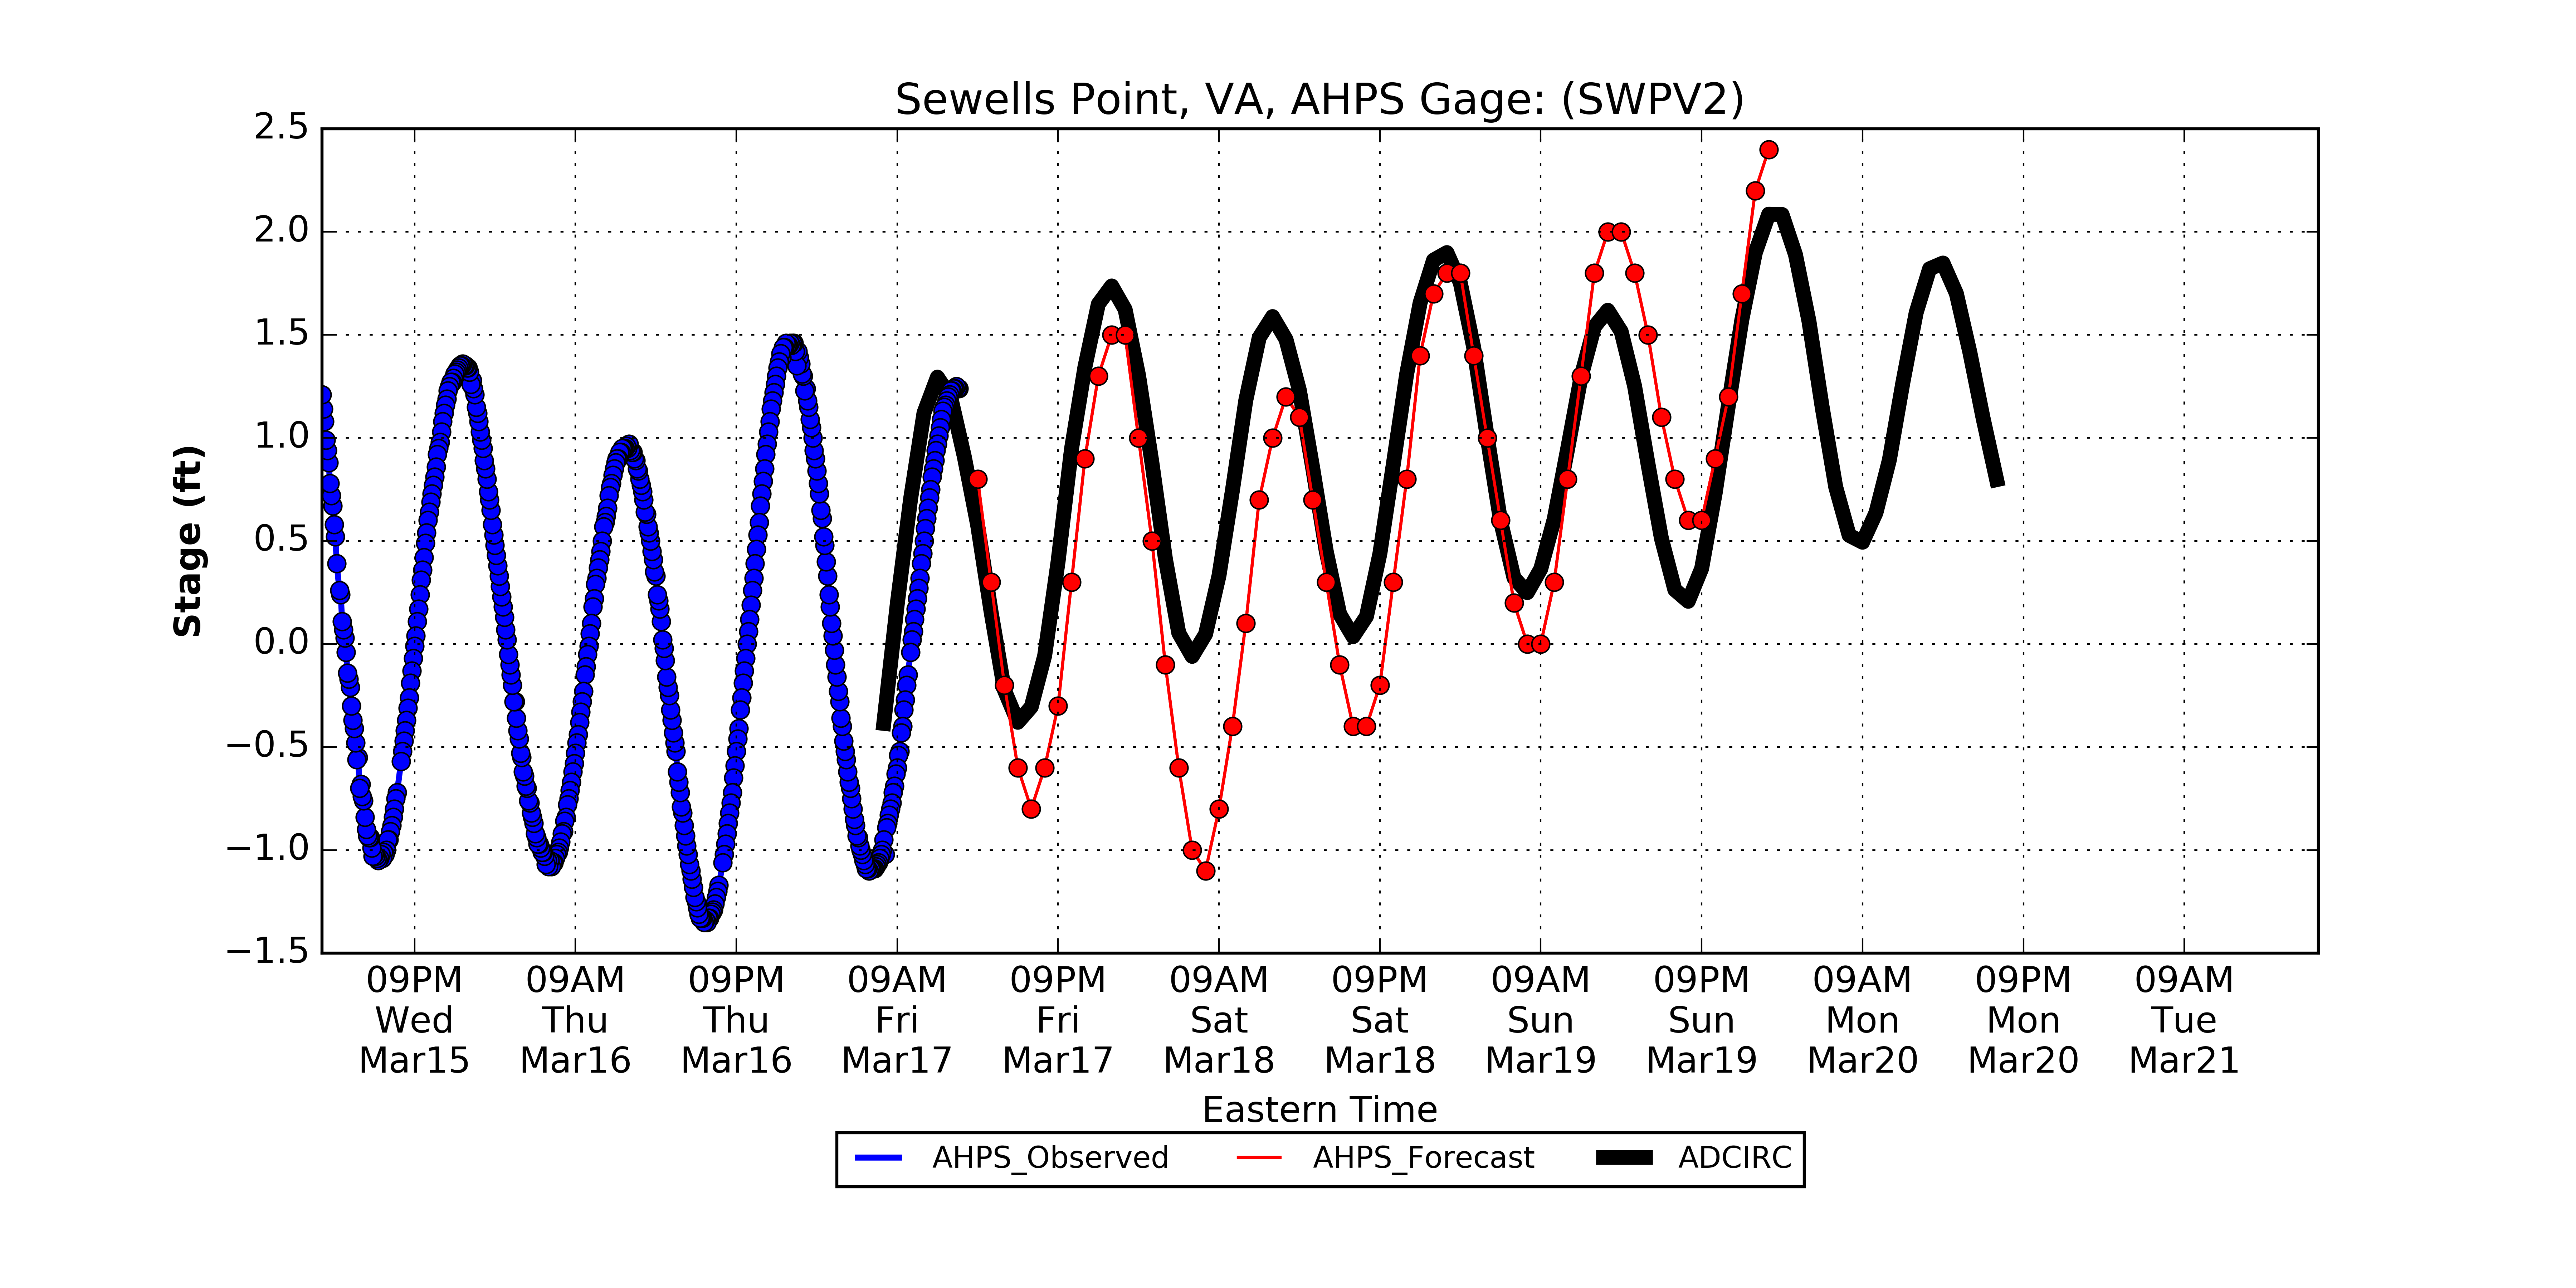 Sewells Point, VA, AHPS Gage: (SWPV2)
2.5
2.0
1.5
1.0
0.5
0.0
−0.5
−1.0
−1.5
Stage (ft)
09PM 09AM 09PM 09AM 09PM 09AM 09PM 09AM 09PM 09AM 09PM 09AM
Wed Thu Thu Fri Fri Sat Sat Sun Sun Mon Mon Tue
Mar15 Mar16 Mar16 Mar17 Mar17 Mar18 Mar18 Mar19 Mar19 Mar20 Mar20 Mar21
Eastern Time
AHPS_Observed AHPS_Forecast ADCIRC